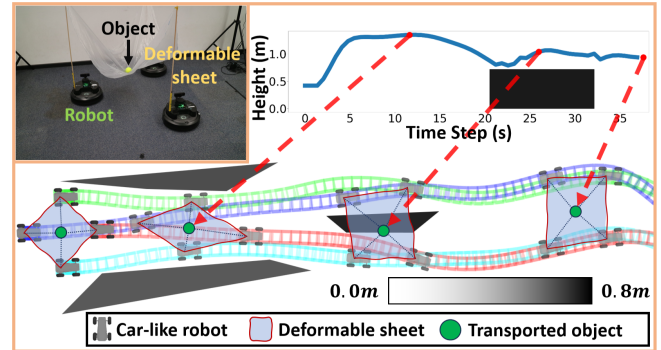 Object
Deformable
sheet
Robot
Height (m)
1.0
0.5
0.0
0 5 10 15 20 25 30 35
Time Step (s)
0.0m 0.8m
Car-like robot Deformable sheet Transported object